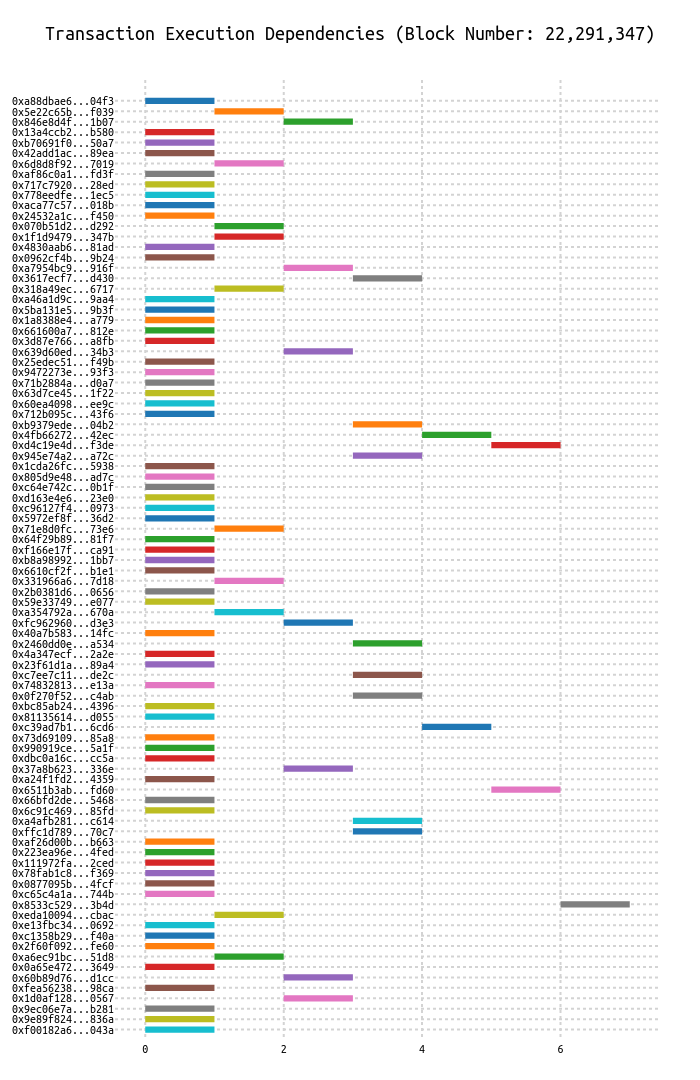 Transaction Execution Dependencies (Block Number: 22,291,347)
0xa88dbae6...04f3
0x5e22c65b...f039
0x846e8d4f...1b07
0x13a4ccb2...b580
0xb70691f0...50a7
0x42add1ac...89ea
0x6d8d8f92...7019
0xaf86c0a1...fd3f
0x717c7920...28ed
0x778eedfe...1ec5
0xaca77c57...018b
0x24532a1c...f450
0x070b51d2...d292
0x1f1d9479...347b
0x4830aab6...81ad
0x0962cf4b...9b24
0xa7954bc9...916f
0x3617ecf7...d430
0x318a49ec...6717
0xa46a1d9c...9aa4
0x5ba131e5...9b3f
0x1a8388e4...a779
0x661600a7...812e
0x3d87e766...a8fb
0x639d60ed...34b3
0x25edec51...f49b
0x9472273e...93f3
0x71b2884a...d0a7
0x63d7ce45...1f22
0x60ea4098...ee9c
0x712b095c...43f6
0xb9379ede...04b2
0x4fb66272...42ec
0xd4c19e4d...f3de
0x945e74a2...a72c
0x1cda26fc...5938
0x805d9e48...ad7c
0xc64e742c...0b1f
0xd163e4e6...23e0
0xc96127f4...0973
0x5972ef8f...36d2
0x71e8d0fc...73e6
0x64f29b89...81f7
0xf166e17f...ca91
0xb8a98992...1bb7
0x6610cf2f...b1e1
0x331966a6...7d18
0x2b0381d6...0656
0x59e33749...e077
0xa354792a...670a
0xfc962960...d3e3
0x40a7b583...14fc
0x2460dd0e...a534
0x4a347ecf...2a2e
0x23f61d1a...89a4
0xc7ee7c11...de2c
0x74832813...e13a
0x0f270f52...c4ab
0xbc85ab24...4396
0x81135614...d055
0xc39ad7b1...6cd6
0x73d69109...85a8
0x990919ce...5a1f
0xdbc0a16c...cc5a
0x37a8b623...336e
0xa24f1fd2...4359
0x6511b3ab...fd60
0x66bfd2de...5468
0x6c91c469...85fd
0xa4afb281...c614
0xffc1d789...70c7
0xaf26d00b...b663
0x223ea96e...4fed
0x111972fa...2ced
0x78fab1c8...f369
0x0877095b...4fcf
0xc65c4a1a...744b
0x8533c529...3b4d
0xeda10094...cbac
0xe13fbc34...0692
0xc1358b29...f40a
0x2f60f092...fe60
0xa6ec91bc...51d8
0x0a65e472...3649
0x60b89d76...d1cc
0xfea56238...98ca
0x1d0af128...0567
0x9ec06e7a...b281
0x9e89f824...836a
0xf00182a6...043a
0 2 4 6